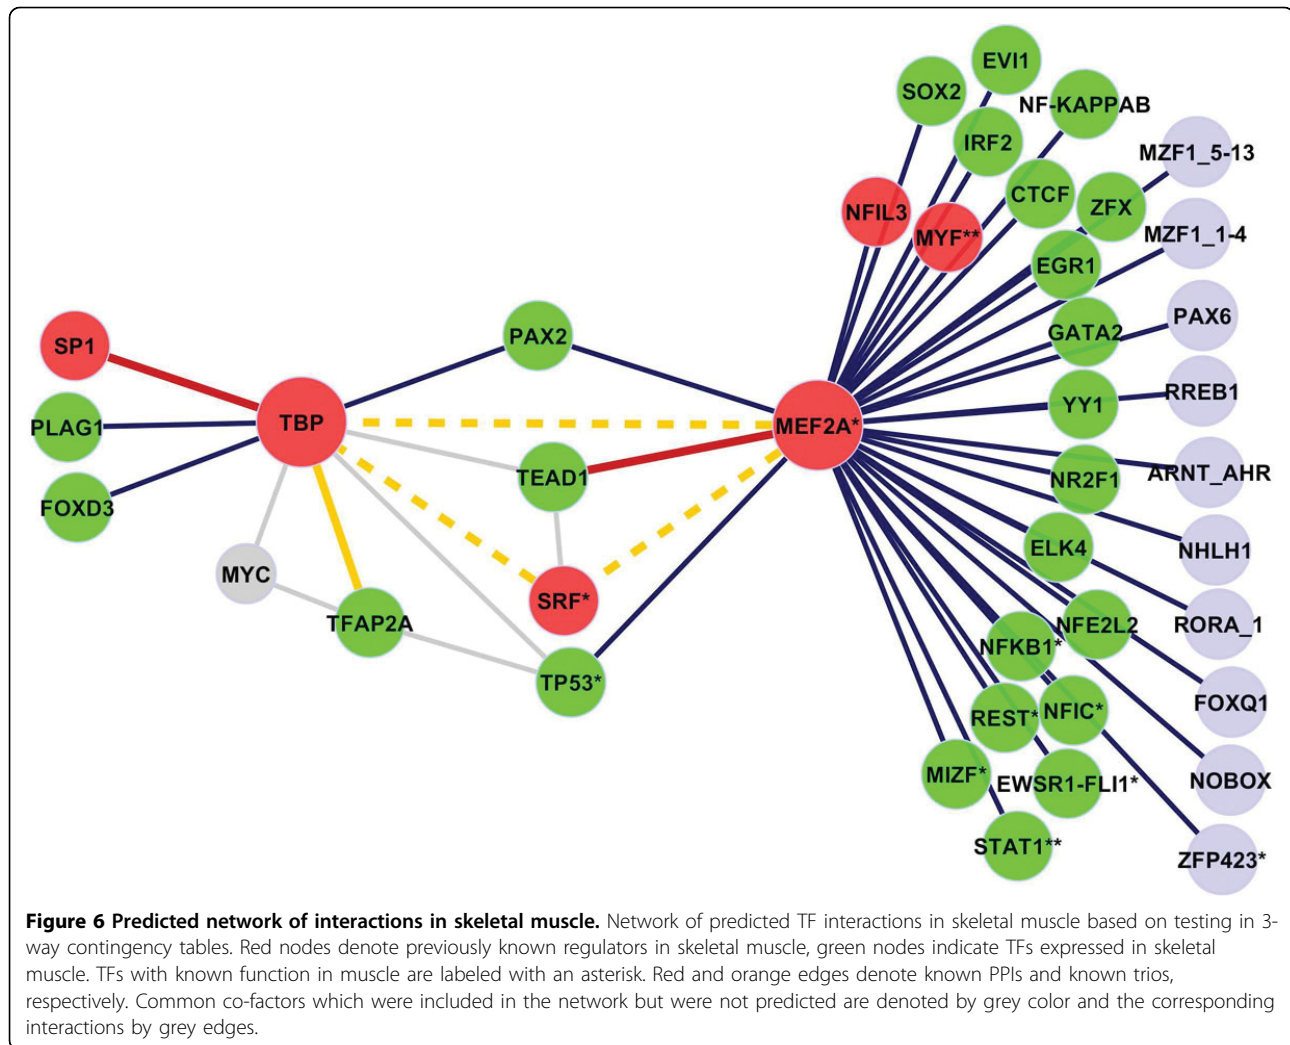 EVI1
SOX2
NF-KAPPAB
IRF2
MZF1_5-13
CTCF
NFIL3
ZFX
MYF**
MZF1_1-4
EGR1
PAX6
GATA2
PAX2
SP1
RREB1
YY1
TBP
MEF2A*
PLAG1
ARNT_AHR
TEAD1
NR2F1
FOXD3
ELK4
NHLH1
MYC
SRF*
TFAP2A
NFE2L2
RORA_1
NFKB1*
TP53*
FOXQ1
REST*
NFIC*
MIZF*
EWSR1-FLI1*
NOBOX
STAT1**
ZFP423*
Figure 6 Predicted network of interactions in skeletal muscle. Network of predicted TF interactions in skeletal muscle based on testing in 3-
way contingency tables. Red nodes denote previously known regulators in skeletal muscle, green nodes indicate TFs expressed in skeletal
muscle. TFs with known function in muscle are labeled with an asterisk. Red and orange edges denote known PPIs and known trios,
respectively. Common co-factors which were included in the network but were not predicted are denoted by grey color and the corresponding
interactions by grey edges.